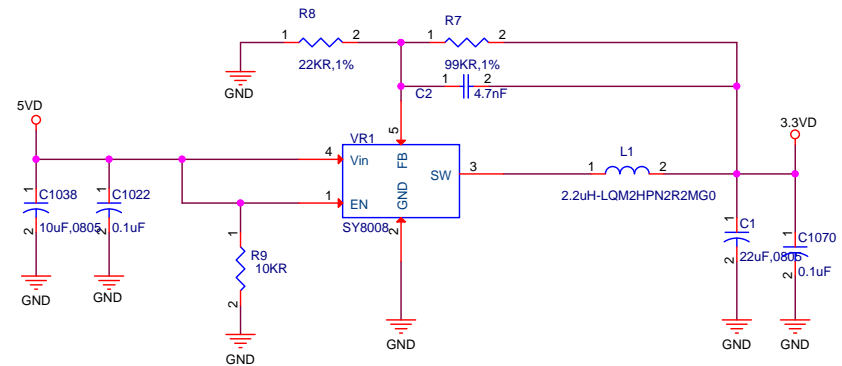 R8
R7
1
2
1
2
22KR,1%
99KR,1%
GND
C2
1
2
4.7nF
5VD
5
VR1
3.3VD
4
Vin
FB
SW
3
1
L1
2
1
EN
GND
2.2uH-LQM2HPN2R2MG0
SY8008
2
1
C1038
10uF,0805
2
GND
1
C1022
0.1uF
2
GND
1
R9
10KR
2
GND
GND
1
C1
22uF,0805
2
GND
1
C1070
0.1uF
2
GND